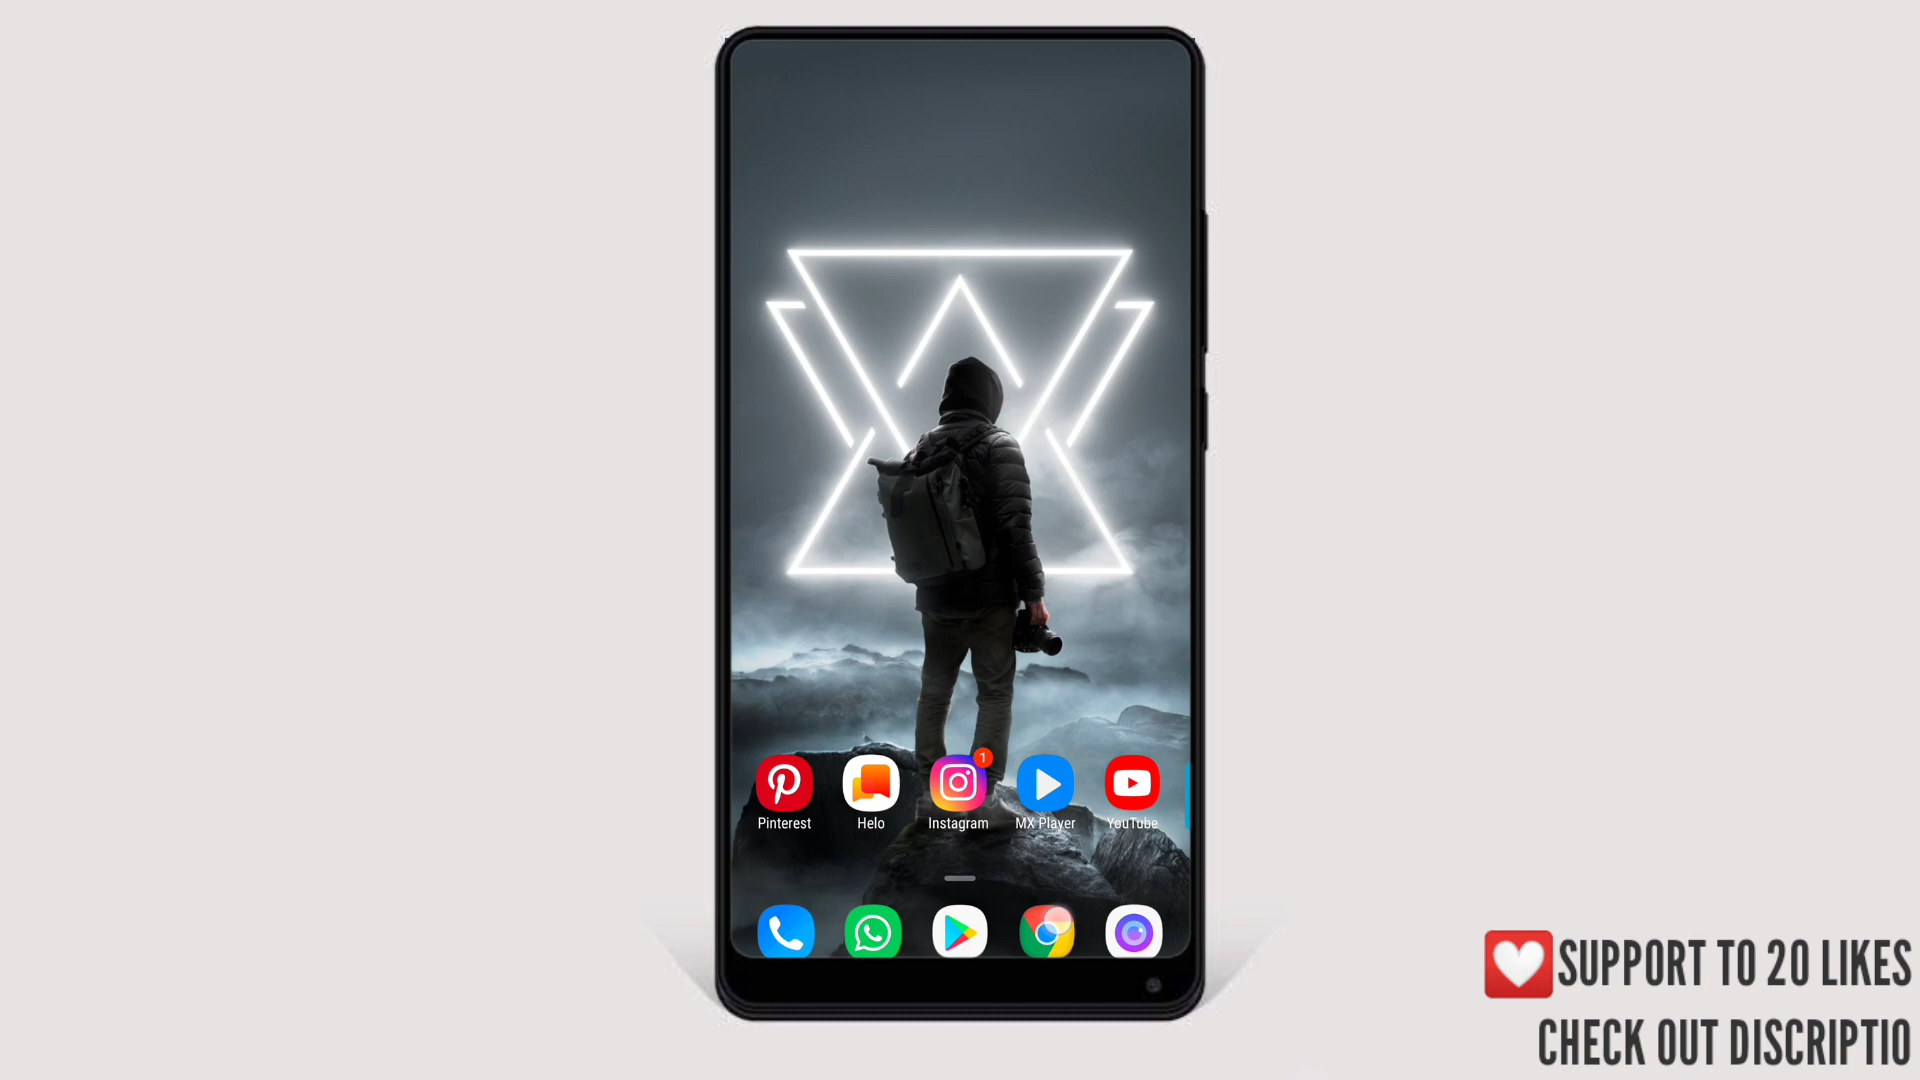 Pinterest
Helo
Instagram
1
MX Player
YouTube
SUPPORT TO 20 LIKES
CHECK OUT DISCRIPTIO